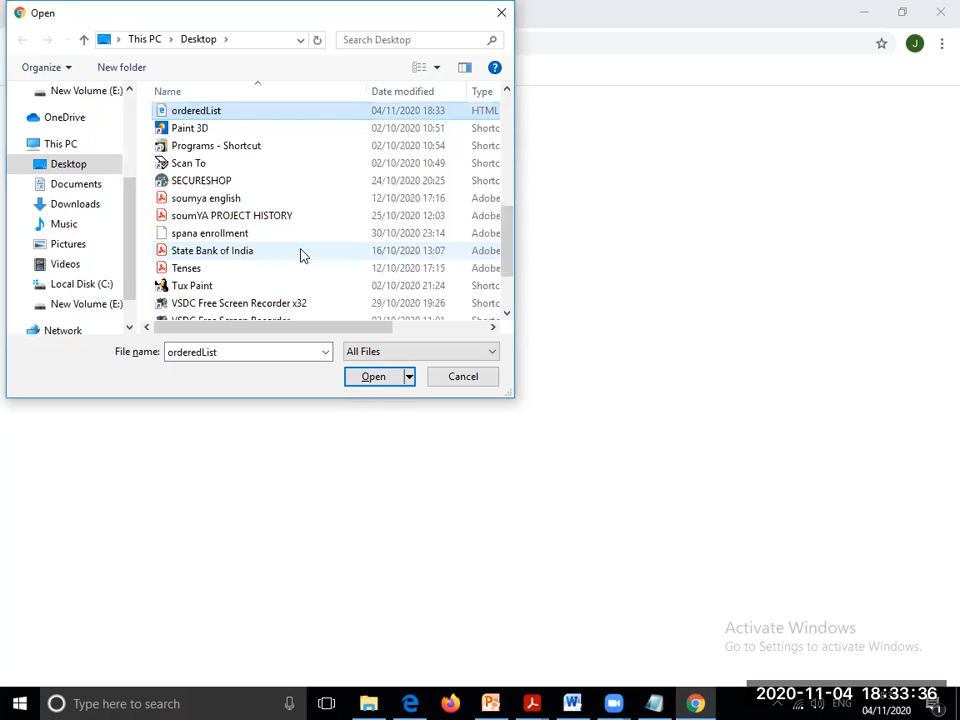 Open
This PC
Desktop
Search Desktop
Organize
New folder
Name
Date modified
Type
New Volume (E:)
OneDrive
This PC
Desktop
Documents
Downloads
Music
Pictures
Videos
Local Disk (C:)
New Volume (E:)
Network
orderedList 04/11/2020 18:33 HTML
Paint 3D 02/10/2020 10:51 Shortc
Programs - Shortcut 02/10/2020 10:54 Shortc
Scan To 02/10/2020 10:49 Shortc
SECURESHOP 24/10/2020 20:25 Shortc
soumya english 12/10/2020 17:16 Adobe
soumYA PROJECT HISTORY 25/10/2020 12:03 Adobe
spana enrollment 30/10/2020 23:14 Adobe
State Bank of India 16/10/2020 13:07 Adobe
Tenses 12/10/2020 17:15 Adobe
Tux Paint 02/10/2020 21:24 Shortc
VSDC Free Screen Recorder x32 29/10/2020 19:26 Shortc
File name: orderedList
All Files
Open
Cancel
J
Activate Windows
Go to Settings to activate Windows.
Type here to search
ENG
2020-11-04 18:33:36
04/11/2020